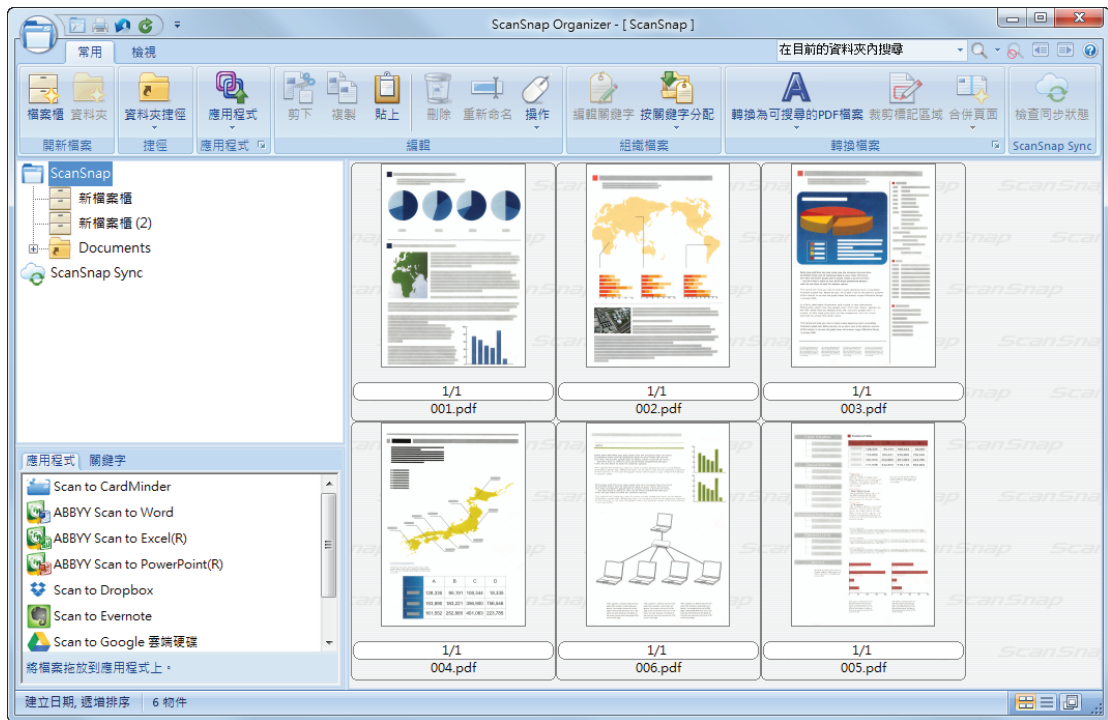 ScanSnap Organizer - [ ScanSnap ]
常用 檢視
在目前的資料夾內搜尋
檔案櫃 資料夾 資料夾捷徑 應用程式 剪下 複製 貼上 刪除 重新命名 操作 編輯關鍵字 按關鍵字分配 轉換為可搜尋的PDF檔案 裁剪標記區域 合併頁面 檢查同步狀態
開新檔案 捷徑 應用程式 編輯 組織檔案 轉換檔案 ScanSnap Sync
ScanSnap
新檔案櫃
新檔案櫃 (2)
Documents
ScanSnap Sync
1/1 1/1 1/1
001.pdf 002.pdf 003.pdf
應用程式 關鍵字
Scan to CardMinder
ABBYY Scan to Word
ABBYY Scan to Excel(R)
ABBYY Scan to PowerPoint(R)
Scan to Dropbox
Scan to Evernote
Scan to Google 雲端硬碟
將檔案拖放到應用程式上。
A B C D
1/1 1/1 1/1
004.pdf 006.pdf 005.pdf
建立日期, 遞增排序 6 物件